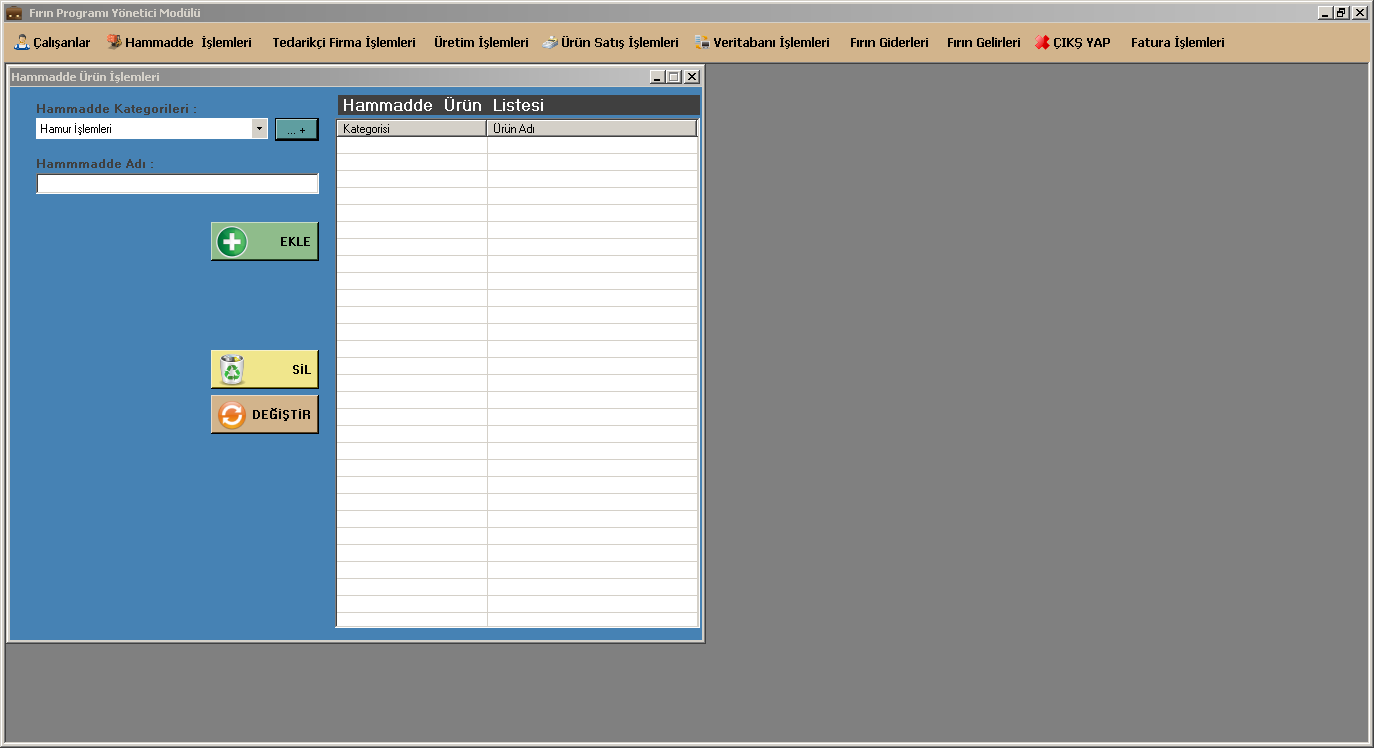 Fırın Programı Yönetici Modülü
Çalışanlar Hammadde İşlemleri Tedarikçi Firma İşlemleri Üretim İşlemleri Ürün Satış İşlemleri Veritabanı İşlemleri Fırın Giderleri Fırın Gelirleri ÇIKŞ YAP Fatura İşlemleri
Hammadde Ürün İşlemleri
Hammadde Kategorileri :
Hamur İşlemleri
... +
Hammmadde Adı :
EKLE
SİL
DEĞİŞTİR
Hammadde Ürün Listesi
Kategorisi Ürün Adı